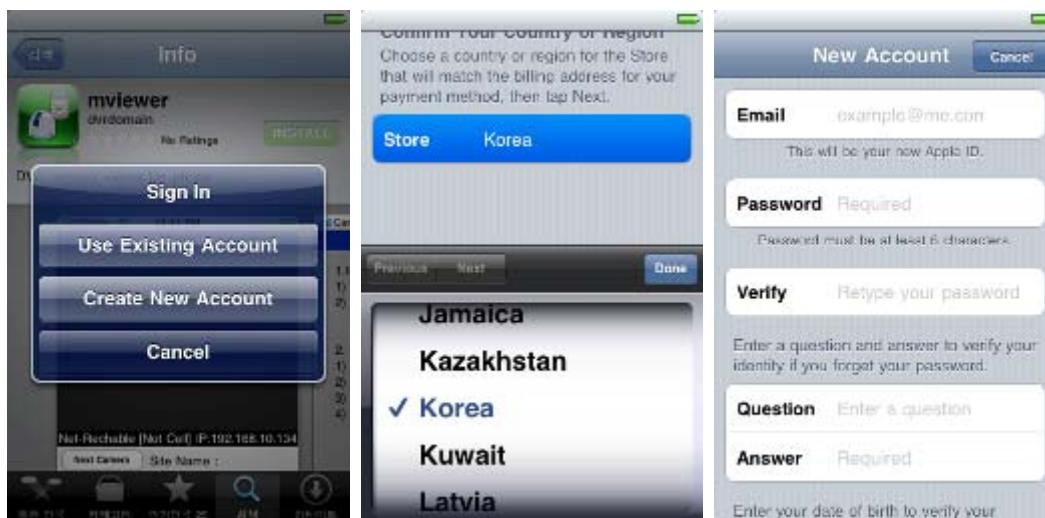 Info
mviewer
dvrdomain
No Ratings
INSTALL
Sign In
Use Existing Account
Create New Account
Cancel
Net-Rechable [Not Cell] IP:192.168.10.134
Next Camera
Site Name :
검색
Confirm Your Country or Region
Choose a country or region for the Store
that will match the billing address for your
payment method, then tap Next.
Store Korea
Previous Next Done
Jamaica
Kazakhstan
✓ Korea
Kuwait
Latvia
New Account
Cancel
Email example@me.com
This will be your new Apple ID.
Password Required
Password must be at least 6 characters.
Verify Retype your password
Enter a question and answer to verify your
identity if you forget your password.
Question Enter a question
Answer Required
Enter your date of birth to verify your